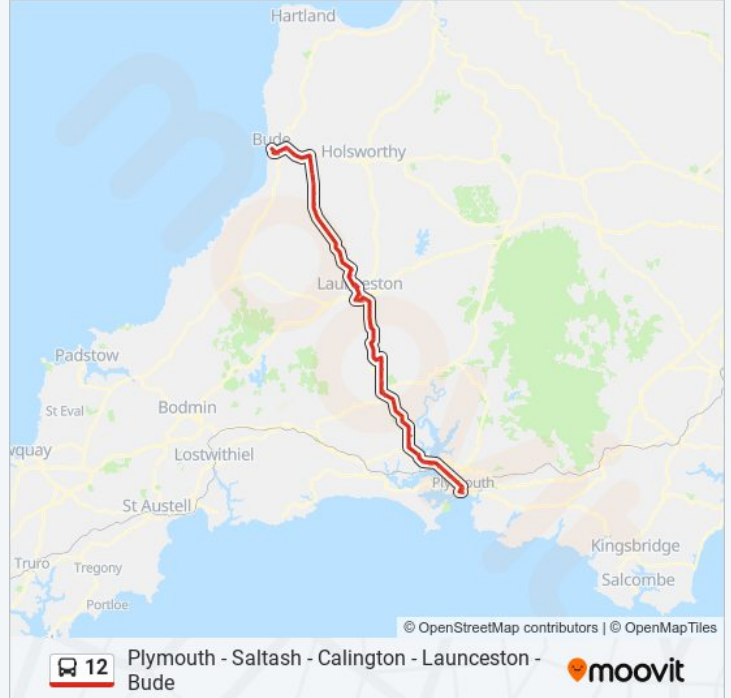 Hartland
Bude
Holsworthy
Launceston
Padstow
St Eval
Bodmin
wquay
Lostwithiel
Plymouth
St Austell
Kingsbridge
Truro
Tregony
Salcombe
Portloe
© OpenStreetMap contributors | © OpenMapTiles
12
Plymouth - Saltash - Calington - Launceston -
Bude
moovit